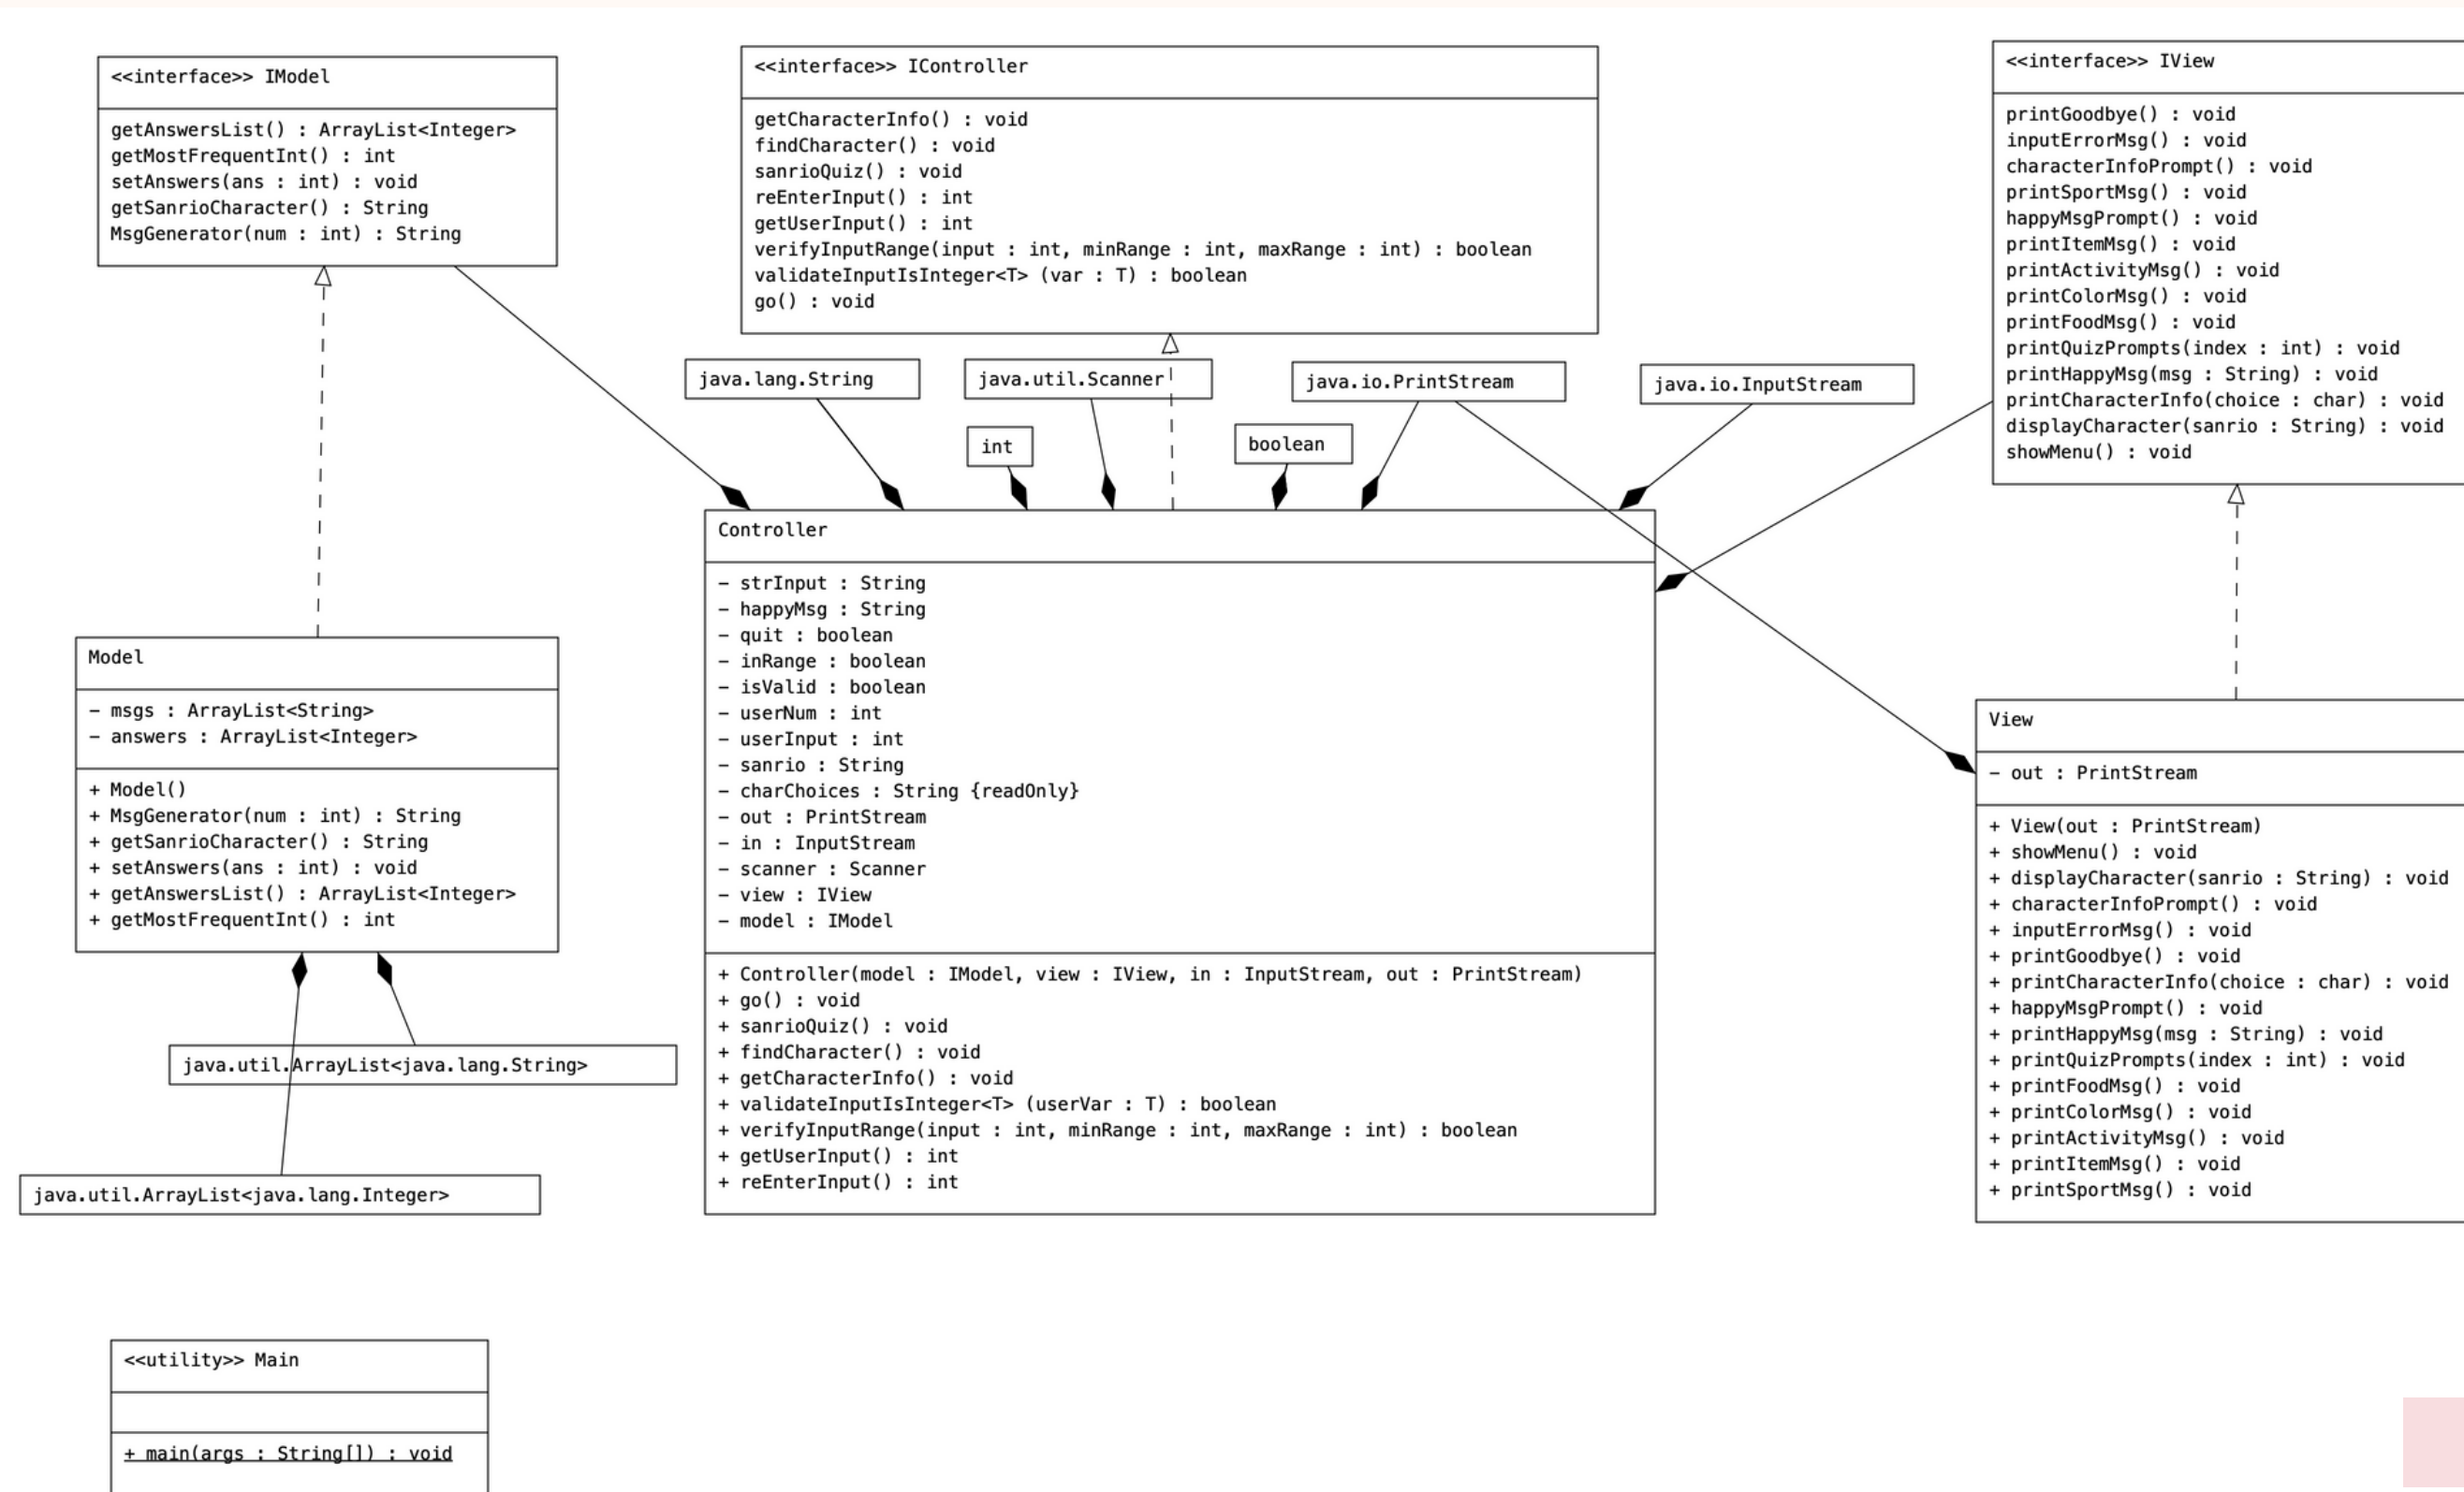 <<interface>> IModel
getAnswersList() : ArrayList<Integer>
getMostFrequentInt() : int
setAnswers(ans : int) : void
getSanrioCharacter() : String
MsgGenerator(num : int) : String
<<interface>> IController
getCharacterInfo() : void
findCharacter() : void
sanrioQuiz() : void
reEnterInput() : int
getUserInput() : int
verifyInputRange(input : int, minRange : int, maxRange : int) : boolean
validateInputIsInteger<T> (var : T) : boolean
go() : void
<<interface>> IView
printGoodbye() : void
inputErrorMsg() : void
characterInfoPrompt() : void
printSportMsg() : void
happyMsgPrompt() : void
printItemMsg() : void
printActivityMsg() : void
printColorMsg() : void
printFoodMsg() : void
printQuizPrompts(index : int) : void
printHappyMsg(msg : String) : void
printCharacterInfo(choice : char) : void
displayCharacter(sanrio : String) : void
showMenu() : void
java.lang.String
java.util.Scanner
java.io.PrintStream
java.io.InputStream
int
boolean
Model
- msgs : ArrayList<String>
- answers : ArrayList<Integer>
+ Model()
+ MsgGenerator(num : int) : String
+ getSanrioCharacter() : String
+ setAnswers(ans : int) : void
+ getAnswersList() : ArrayList<Integer>
+ getMostFrequentInt() : int
Controller
- strInput : String
- happyMsg : String
- quit : boolean
- inRange : boolean
- isValid : boolean
- userNum : int
- userInput : int
- sanrio : String
- charChoices : String {readOnly}
- out : PrintStream
- in : InputStream
- scanner : Scanner
- view : IView
- model : IModel
+ Controller(model : IModel, view : IView, in : InputStream, out : PrintStream)
+ go() : void
+ sanrioQuiz() : void
+ findCharacter() : void
+ getCharacterInfo() : void
+ validateInputIsInteger<T> (userVar : T) : boolean
+ verifyInputRange(input : int, minRange : int, maxRange : int) : boolean
+ getUserInput() : int
+ reEnterInput() : int
View
- out : PrintStream
+ View(out : PrintStream)
+ showMenu() : void
+ displayCharacter(sanrio : String) : void
+ characterInfoPrompt() : void
+ inputErrorMsg() : void
+ printGoodbye() : void
+ printCharacterInfo(choice : char) : void
+ happyMsgPrompt() : void
+ printHappyMsg(msg : String) : void
+ printQuizPrompts(index : int) : void
+ printFoodMsg() : void
+ printColorMsg() : void
+ printActivityMsg() : void
+ printItemMsg() : void
+ printSportMsg() : void
java.util.ArrayList<java.lang.String>
java.util.ArrayList<java.lang.Integer>
<<utility>> Main
+ main(args : String[]) : void